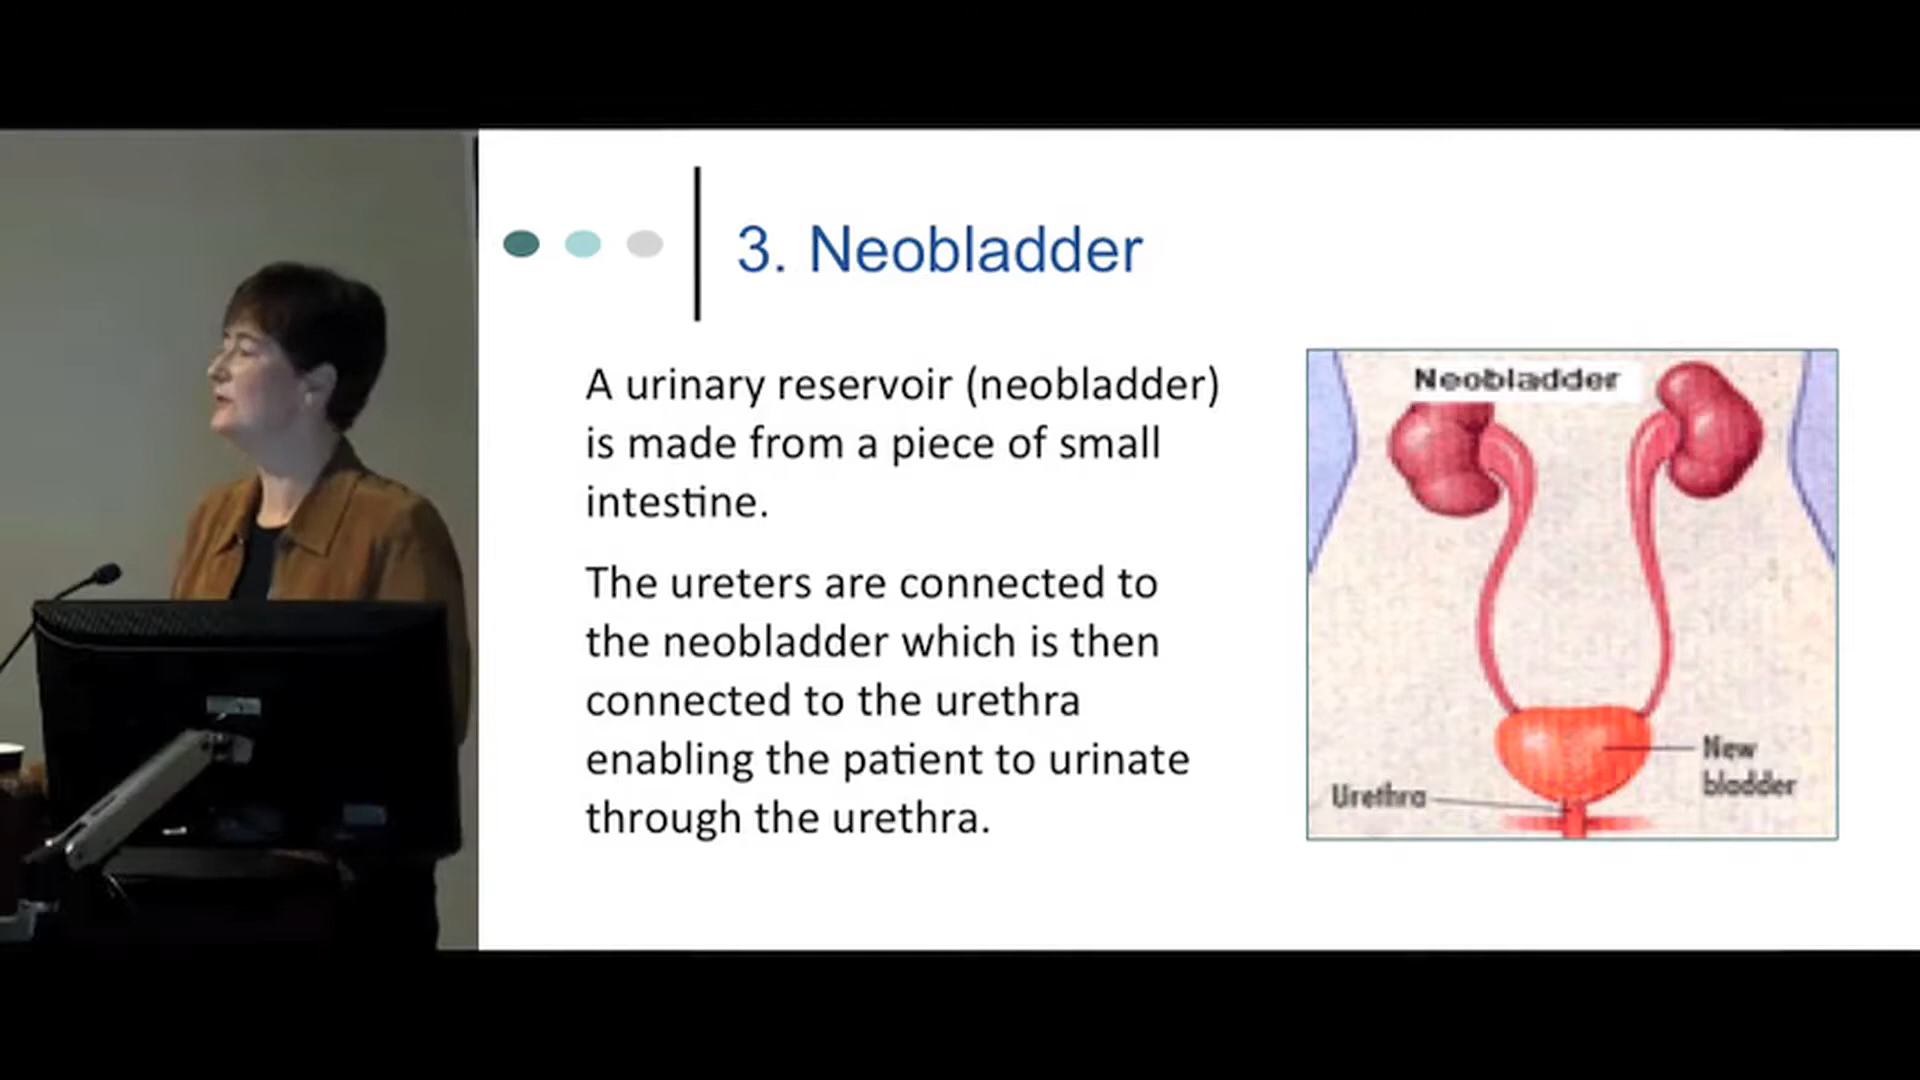 3. Neobladder
A urinary reservoir (neobladder)
is made from a piece of small
intestine.
The ureters are connected to
the neobladder which is then
connected to the urethra
enabling the patient to urinate
through the urethra.
Neobladder
New
bladder
Urethra